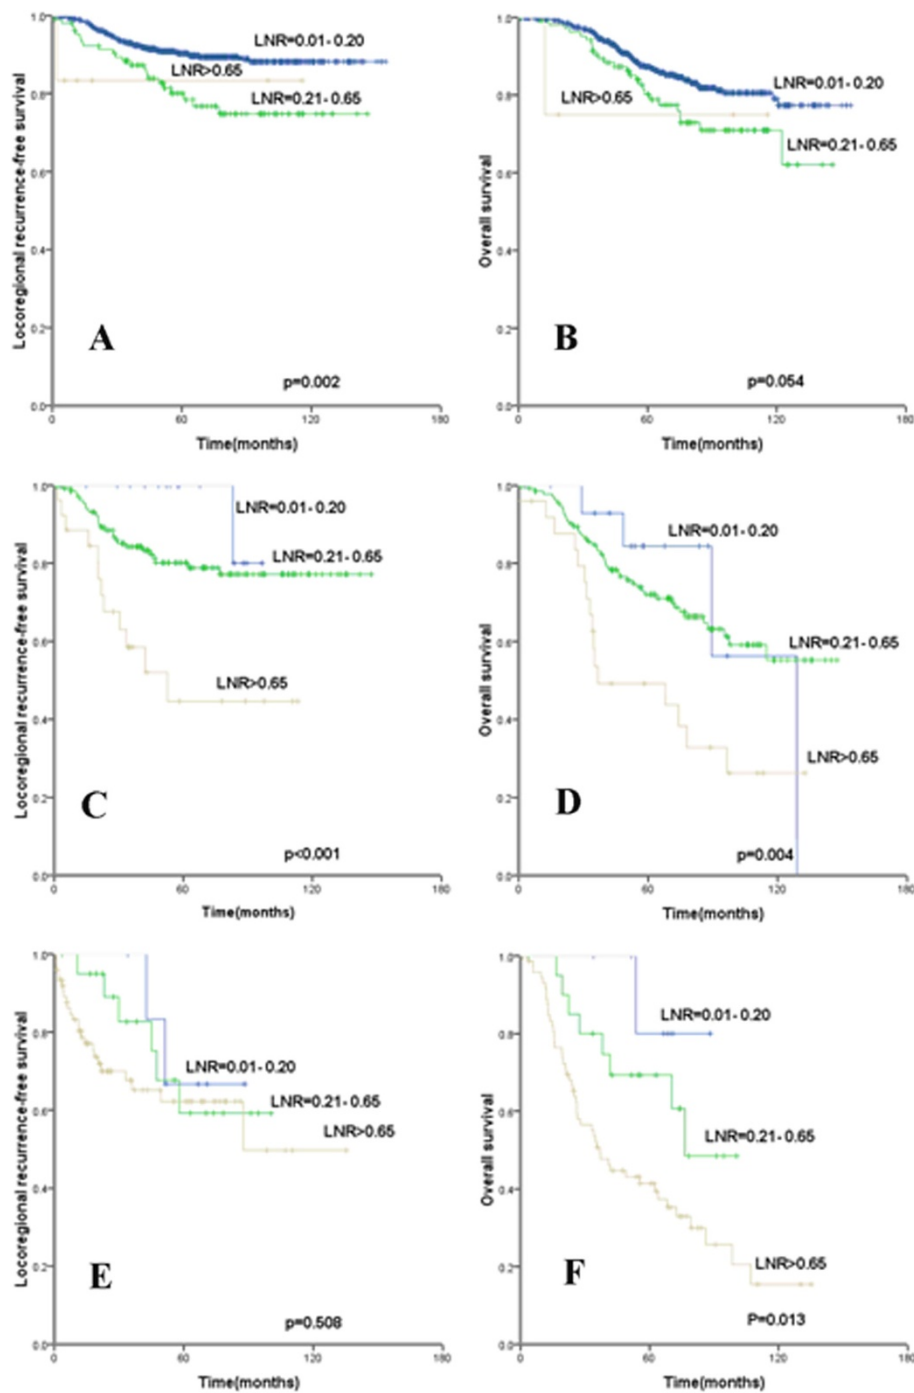 1.0
0.8
0.6
0.4
0.2
0.0
0
60
120
180
Locoregional recurrence-free survival
Time(months)
LNR=0.01-0.20
LNR>0.65
LNR=0.21-0.65
A
p=0.002
1.0
0.8
0.6
0.4
0.2
0.0
0
60
120
180
Overall survival
Time(months)
LNR=0.01-0.20
LNR>0.65
LNR=0.21-0.65
B
p=0.054
1.0
0.8
0.6
0.4
0.2
0.0
0
60
120
180
Locoregional recurrence-free survival
Time(months)
LNR=0.01-0.20
LNR=0.21-0.65
LNR>0.65
C
p<0.001
1.0
0.8
0.6
0.4
0.2
0.0
0
60
120
180
Overall survival
Time(months)
LNR=0.01-0.20
LNR=0.21-0.65
LNR>0.65
D
p=0.004
1.0
0.8
0.6
0.4
0.2
0.0
0
60
120
180
Locoregional recurrence-free survival
Time(months)
LNR=0.01-0.20
LNR=0.21-0.65
LNR>0.65
E
p=0.508
1.0
0.8
0.6
0.4
0.2
0.0
0
60
120
180
Overall survival
Time(months)
LNR=0.01-0.20
LNR=0.21-0.65
LNR>0.65
F
P=0.013